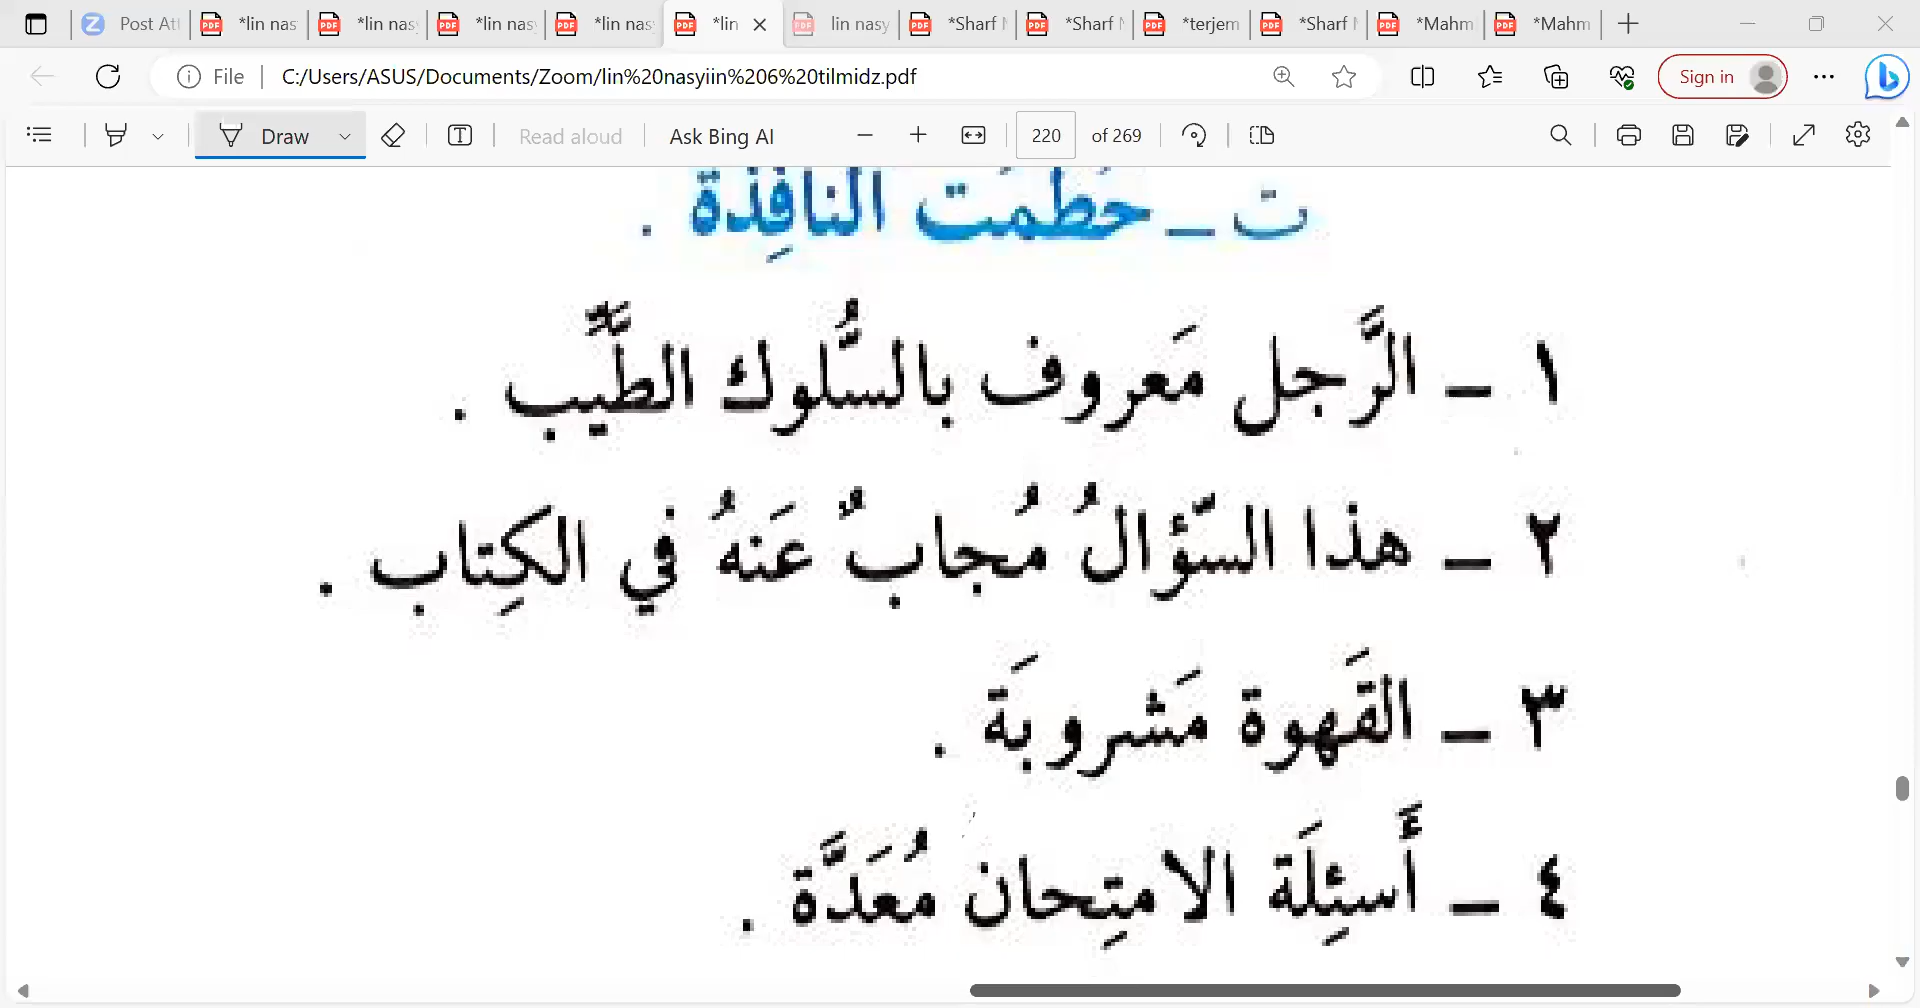 Post Att
*lin nas
*lin nas
*lin nas
*lin nas
*lin
lin nasy
*Sharf M
*Sharf M
*terjem
*Sharf M
*Mahm
*Mahm
File
C:/Users/ASUS/Documents/Zoom/lin%20nasyiin%206%20tilmidz.pdf
Sign in
Draw
Read aloud
Ask Bing AI
220
of 269
ت – حطمت النافِذة .
١ – الرَّجل مَعروف بالسُّلوك الطَّيِّب .
٢ – هذا السّؤالُ مُجابٌ عَنهُ في الكِتاب .
٣ – القَهوة مَشروبَة .
٤ – أَسئِلَة الامتِحان مُعَدَّة .